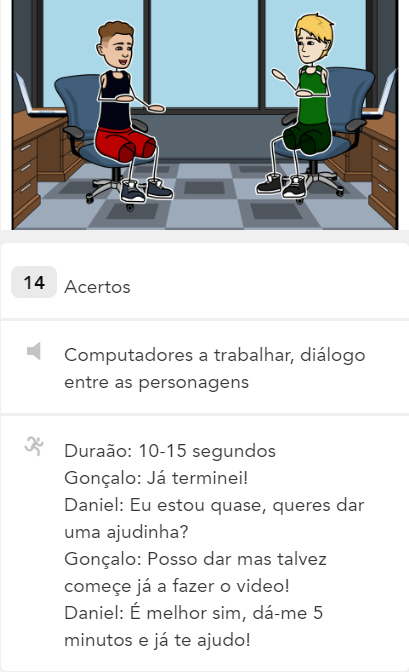 14 Acertos
Computadores a trabalhar, diálogo
entre as personagens
Duraão: 10-15 segundos
Gonçalo: Já terminei!
Daniel: Eu estou quase, queres dar
uma ajudinha?
Gonçalo: Posso dar mas talvez
começe já a fazer o video!
Daniel: É melhor sim, dá-me 5
minutos e já te ajudo!